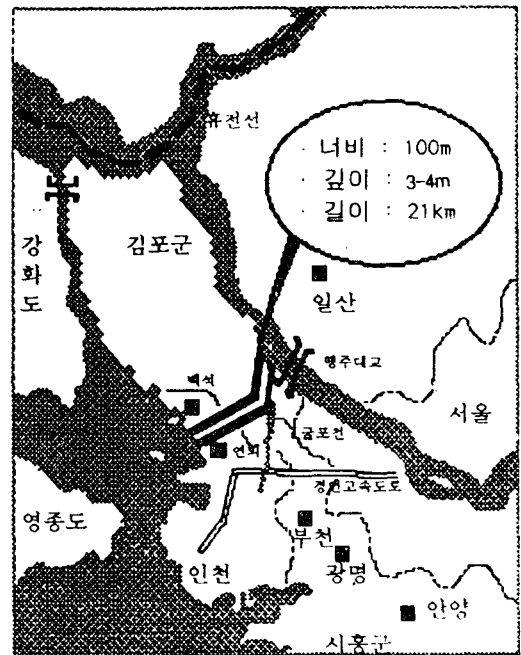 휴전선
· 너비 : 100m
· 깊이 : 3-4m
· 길이 : 21km
강화도
김포군
일산
행주대교
백석
서울
굴포천
연희
경인고속도로
영종도
부천
인천
광명
안양
시흥군